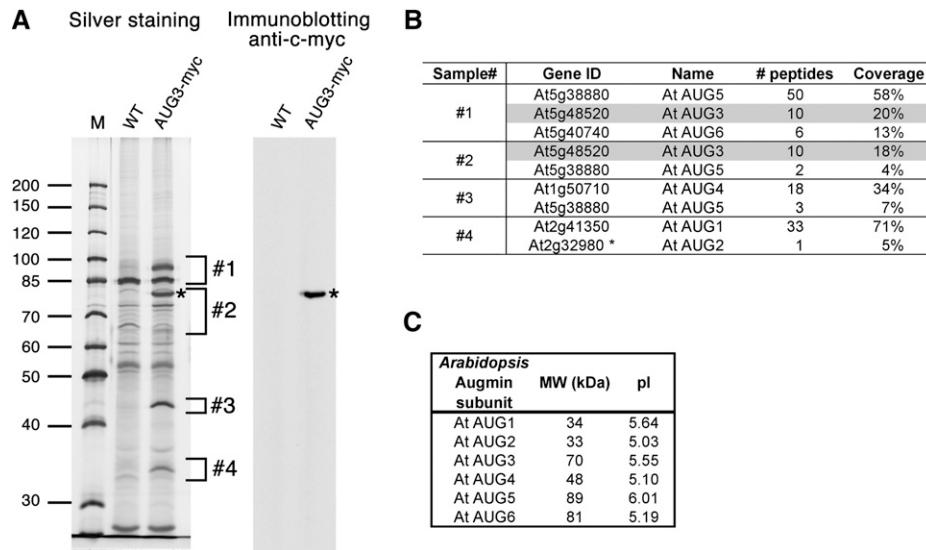 A
Silver staining
Immunoblotting
anti-c-myc
M
WT
AUG3-myc
WT
AUG3-myc
200
150
120
100
85
70
60
50
40
30
#1
*
#2
#3
#4
*
B
Sample# Gene ID Name # peptides Coverage
#1 At5g38880 At AUG5 50 58%
At5g48520 At AUG3 10 20%
At5g40740 At AUG6 6 13%
#2 At5g48520 At AUG3 10 18%
At5g38880 At AUG5 2 4%
#3 At1g50710 At AUG4 18 34%
At5g38880 At AUG5 3 7%
#4 At2g41350 At AUG1 33 71%
At2g32980 * At AUG2 1 5%
C
Arabidopsis
Augmin MW (kDa) pI
subunit
At AUG1 34 5.64
At AUG2 33 5.03
At AUG3 70 5.55
At AUG4 48 5.10
At AUG5 89 6.01
At AUG6 81 5.19